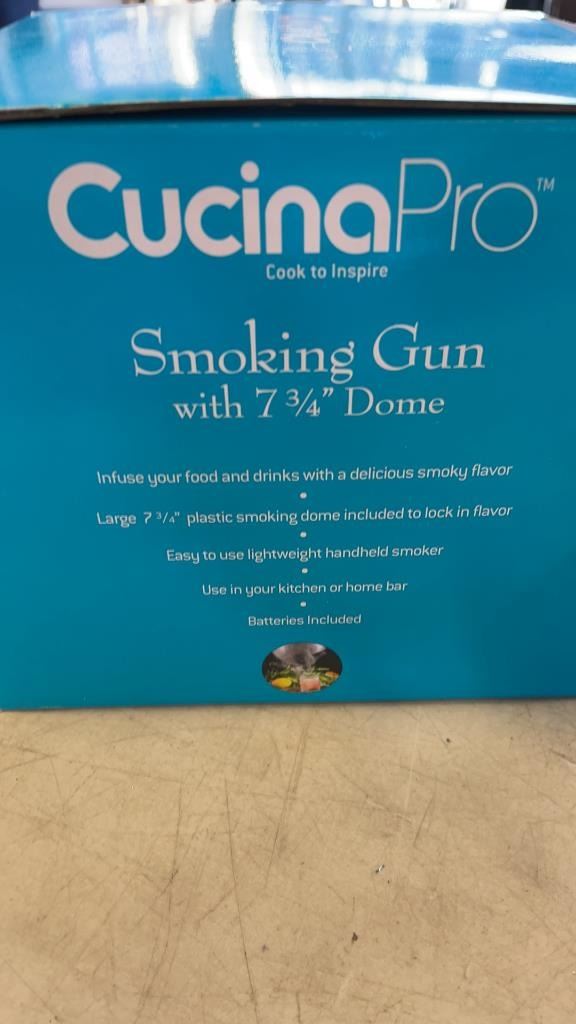 CucinaPro™
Cook to Inspire
Smoking Gun
with 7 3/4" Dome
Infuse your food and drinks with a delicious smoky flavor
•
Large 7 3/4" plastic smoking dome included to lock in flavor
•
Easy to use lightweight handheld smoker
•
Use in your kitchen or home bar
•
Batteries Included